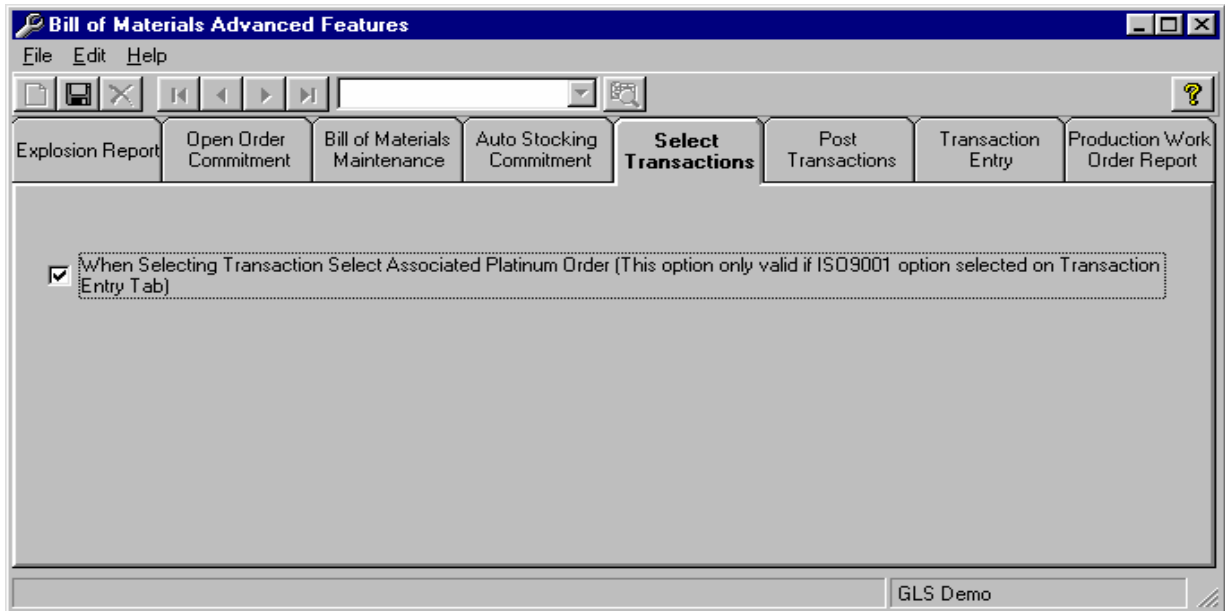 Bill of Materials Advanced Features
File Edit Help
Explosion Report
Open Order
Commitment
Bill of Materials
Maintenance
Auto Stocking
Commitment
Select
Transactions
Post
Transactions
Transaction
Entry
Production Work
Order Report
When Selecting Transaction Select Associated Platinum Order (This option only valid if ISO9001 option selected on Transaction
Entry Tab)
GLS Demo